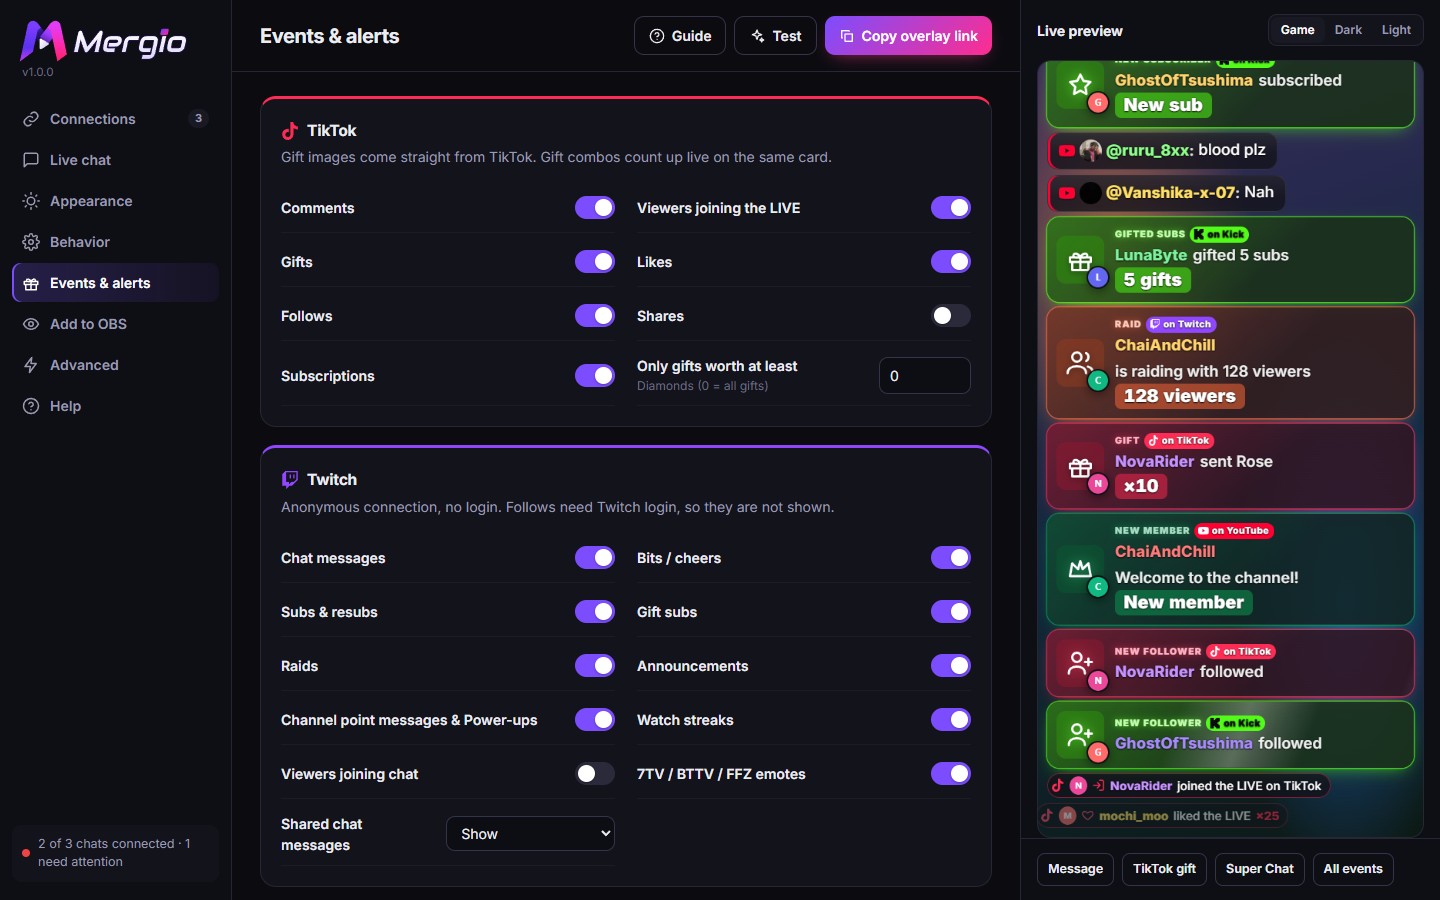 Mergio
v1.0.0
Connections 3
Live chat
Appearance
Behavior
Events & alerts
Add to OBS
Advanced
Help
2 of 3 chats connected · 1
need attention
Events & alerts
Guide
Test
Copy overlay link
TikTok
Gift images come straight from TikTok. Gift combos count up live on the same card.
Comments
Viewers joining the LIVE
Gifts
Likes
Follows
Shares
Subscriptions
Only gifts worth at least
Diamonds (0 = all gifts)
0
Twitch
Anonymous connection, no login. Follows need Twitch login, so they are not shown.
Chat messages
Bits / cheers
Subs & resubs
Gift subs
Raids
Announcements
Channel point messages & Power-ups
Watch streaks
Viewers joining chat
7TV / BTTV / FFZ emotes
Shared chat
messages
Show
Live preview
Game Dark Light
GhostOfTsushima subscribed
G
New sub
@ruru_8xx: blood plz
@Vanshika-x-07: Nah
GIFTED SUBS K on Kick
LunaByte gifted 5 subs
L
5 gifts
RAID on Twitch
ChaiAndChill
is raiding with 128 viewers
C
128 viewers
GIFT on TikTok
NovaRider sent Rose
N
×10
NEW MEMBER on YouTube
ChaiAndChill
Welcome to the channel!
C
New member
NEW FOLLOWER on TikTok
NovaRider followed
N
NEW FOLLOWER K on Kick
GhostOfTsushima followed
G
N NovaRider joined the LIVE on TikTok
M mochi_moo liked the LIVE ×25
Message
TikTok gift
Super Chat
All events